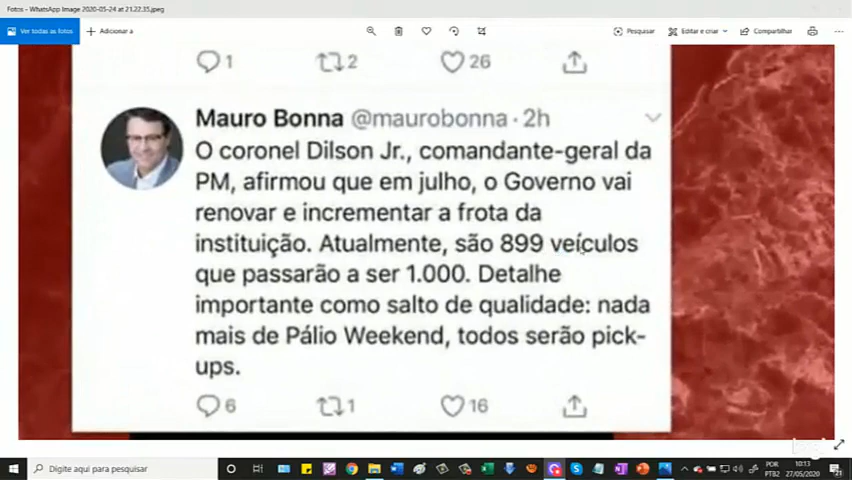 Fotos - WhatsApp Image 2020-05-24 at 21.22.35.jpeg
Ver todas as fotos
Adicionar a
Pesquisar
Editar e criar
Compartilhar
1 2 26
Mauro Bonna @maurobonna · 2h
O coronel Dilson Jr., comandante-geral da
PM, afirmou que em julho, o Governo vai
renovar e incrementar a frota da
instituição. Atualmente, são 899 veículos
que passarão a ser 1.000. Detalhe
importante como salto de qualidade: nada
mais de Pálio Weekend, todos serão pick-
ups.
6 1 16
Digite aqui para pesquisar
POR
PTB2
10:13
27/05/2020
21